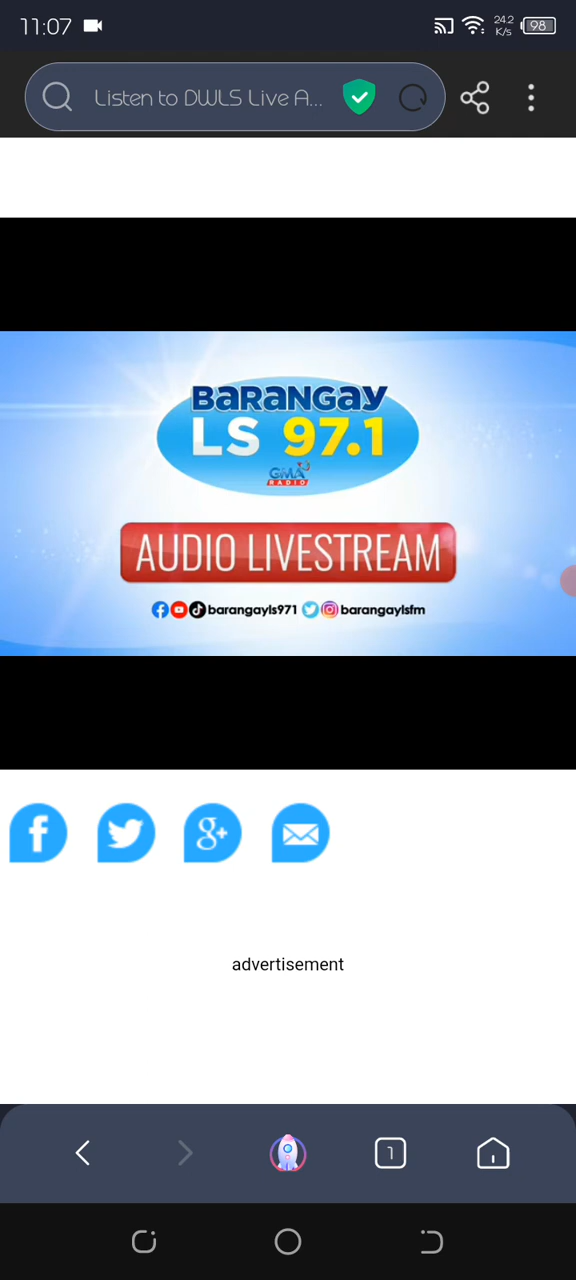 11:07
24.2
K/s
98
Listen to DWLS Live A...
BaRaNGay
LS 97.1
GMA
RADIO
AUDIO LIVESTREAM
barangayls971 barangaylsfm
advertisement
1